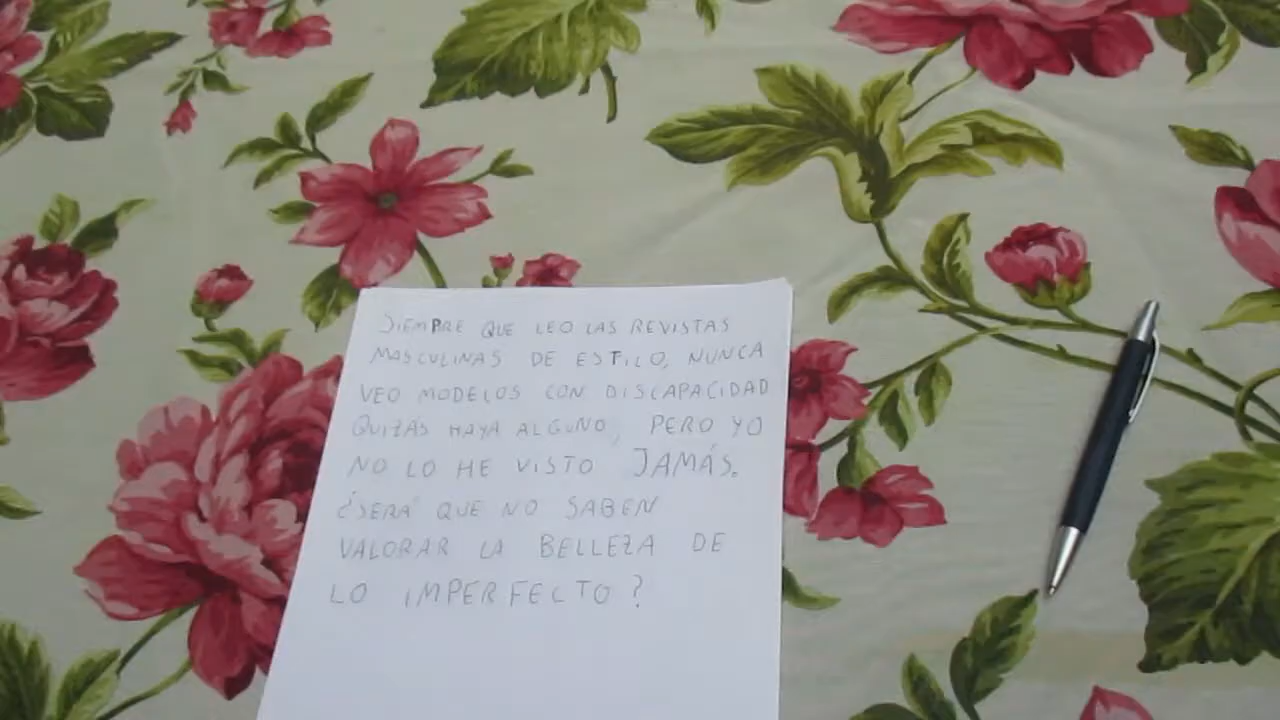 SIEMPRE QUE LEO LAS REVISTAS
MASCULINAS DE ESTILO, NUNCA
VEO MODELOS CON DISCAPACIDAD
QUIZÁS HAYA ALGUNO, PERO YO
NO LO HE VISTO JAMÁS.
¿SERÁ QUE NO SABEN
VALORAR LA BELLEZA DE
LO IMPERFECTO?